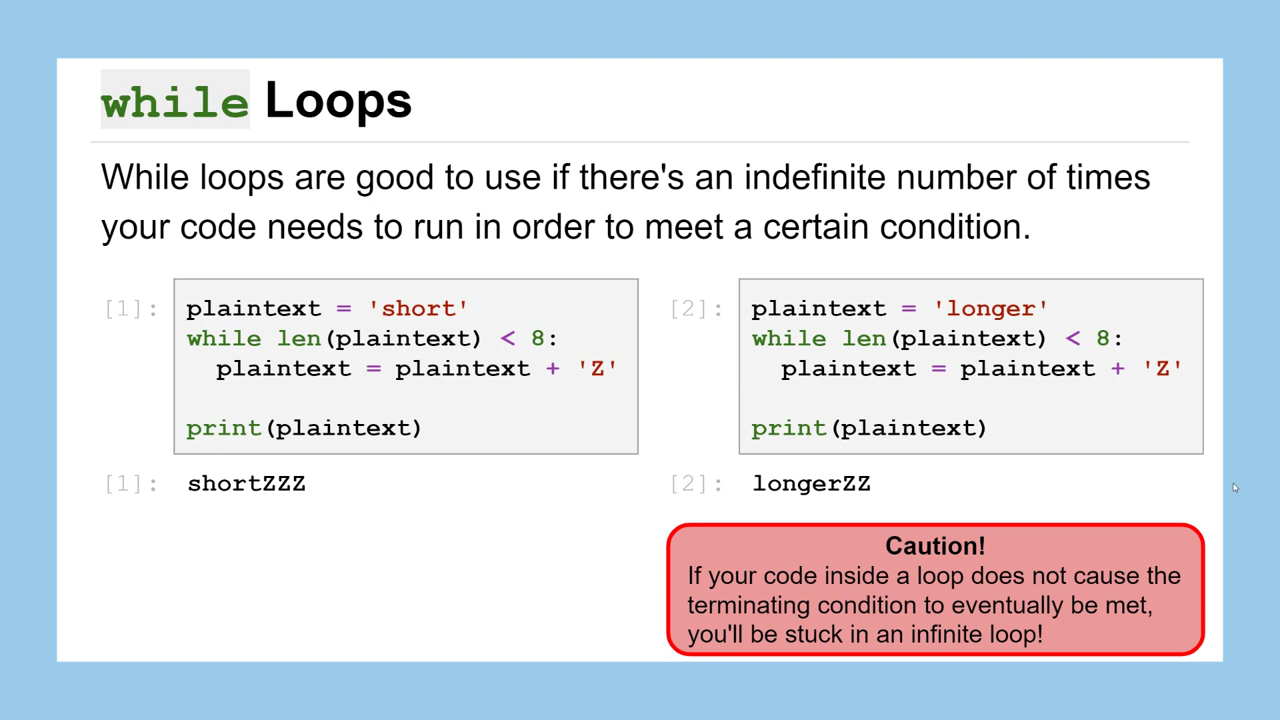 while Loops
While loops are good to use if there's an indefinite number of times
your code needs to run in order to meet a certain condition.
[1]:
plaintext = 'short'
while len(plaintext) < 8:
  plaintext = plaintext + 'Z'
print(plaintext)
[1]: shortZZZ
[2]:
plaintext = 'longer'
while len(plaintext) < 8:
  plaintext = plaintext + 'Z'
print(plaintext)
[2]: longerZZ
Caution!
If your code inside a loop does not cause the
terminating condition to eventually be met,
you'll be stuck in an infinite loop!